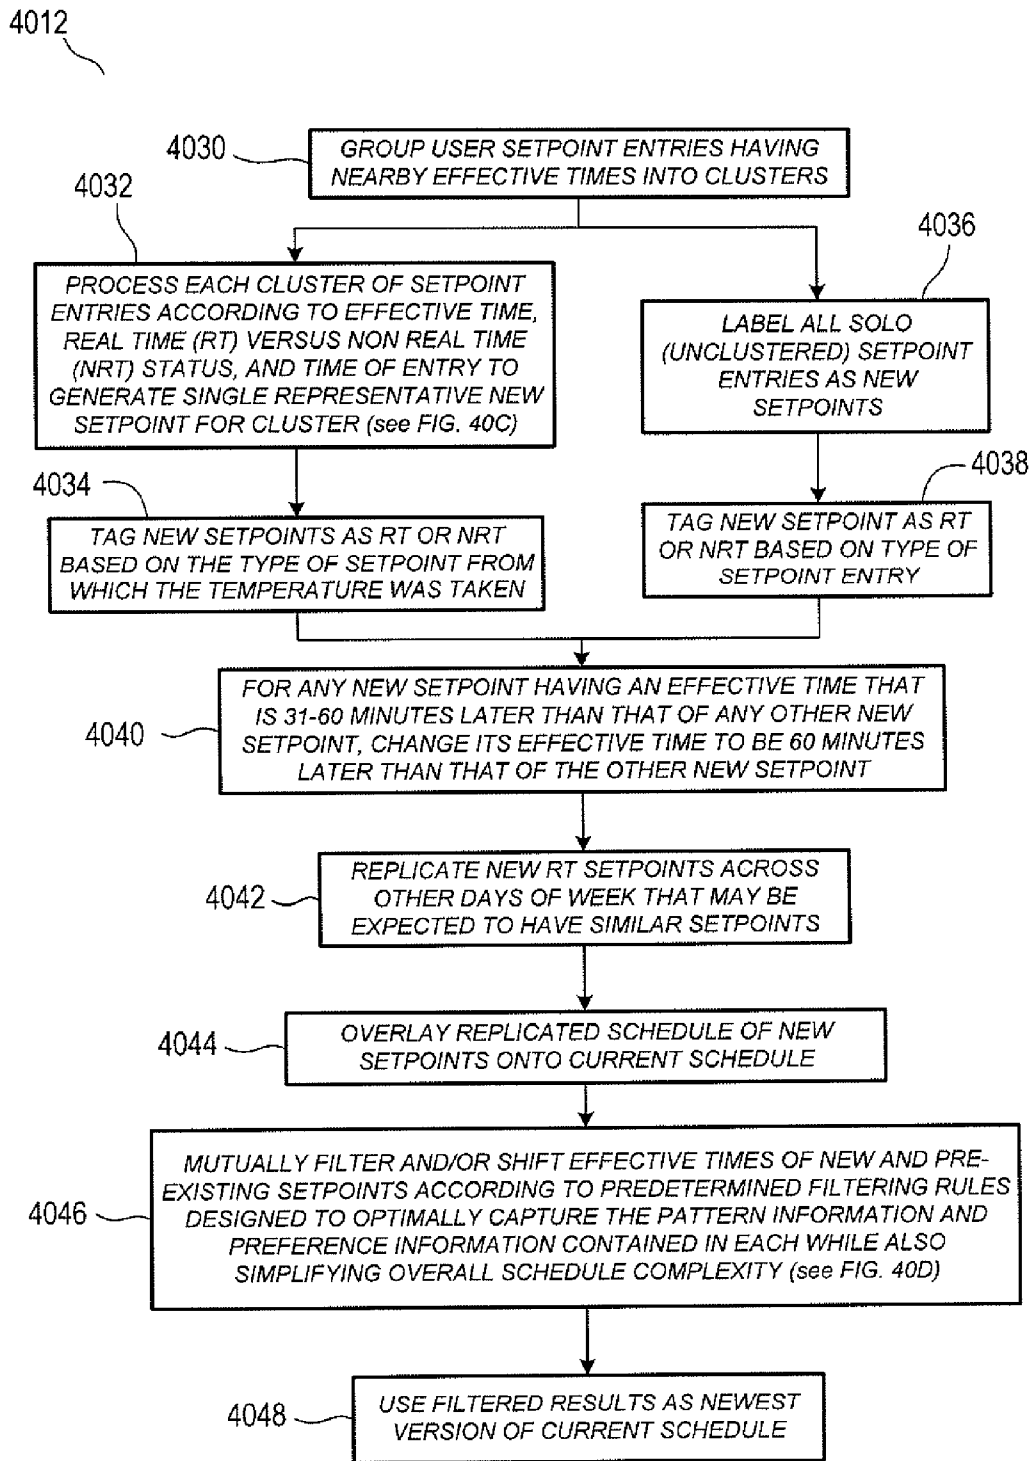 4012
4030
GROUP USER SETPOINT ENTRIES HAVING
NEARBY EFFECTIVE TIMES INTO CLUSTERS
4032
PROCESS EACH CLUSTER OF SETPOINT
ENTRIES ACCORDING TO EFFECTIVE TIME,
REAL TIME (RT) VERSUS NON REAL TIME
(NRT) STATUS, AND TIME OF ENTRY TO
GENERATE SINGLE REPRESENTATIVE NEW
SETPOINT FOR CLUSTER (see FIG. 40C)
4036
LABEL ALL SOLO
(UNCLUSTERED) SETPOINT
ENTRIES AS NEW
SETPOINTS
4034
TAG NEW SETPOINTS AS RT OR NRT
BASED ON THE TYPE OF SETPOINT FROM
WHICH THE TEMPERATURE WAS TAKEN
4038
TAG NEW SETPOINT AS RT
OR NRT BASED ON TYPE OF
SETPOINT ENTRY
4040
FOR ANY NEW SETPOINT HAVING AN EFFECTIVE TIME THAT
IS 31-60 MINUTES LATER THAN THAT OF ANY OTHER NEW
SETPOINT, CHANGE ITS EFFECTIVE TIME TO BE 60 MINUTES
LATER THAN THAT OF THE OTHER NEW SETPOINT
4042
REPLICATE NEW RT SETPOINTS ACROSS
OTHER DAYS OF WEEK THAT MAY BE
EXPECTED TO HAVE SIMILAR SETPOINTS
4044
OVERLAY REPLICATED SCHEDULE OF NEW
SETPOINTS ONTO CURRENT SCHEDULE
4046
MUTUALLY FILTER AND/OR SHIFT EFFECTIVE TIMES OF NEW AND PRE-
EXISTING SETPOINTS ACCORDING TO PREDETERMINED FILTERING RULES
DESIGNED TO OPTIMALLY CAPTURE THE PATTERN INFORMATION AND
PREFERENCE INFORMATION CONTAINED IN EACH WHILE ALSO
SIMPLIFYING OVERALL SCHEDULE COMPLEXITY (see FIG. 40D)
4048
USE FILTERED RESULTS AS NEWEST
VERSION OF CURRENT SCHEDULE